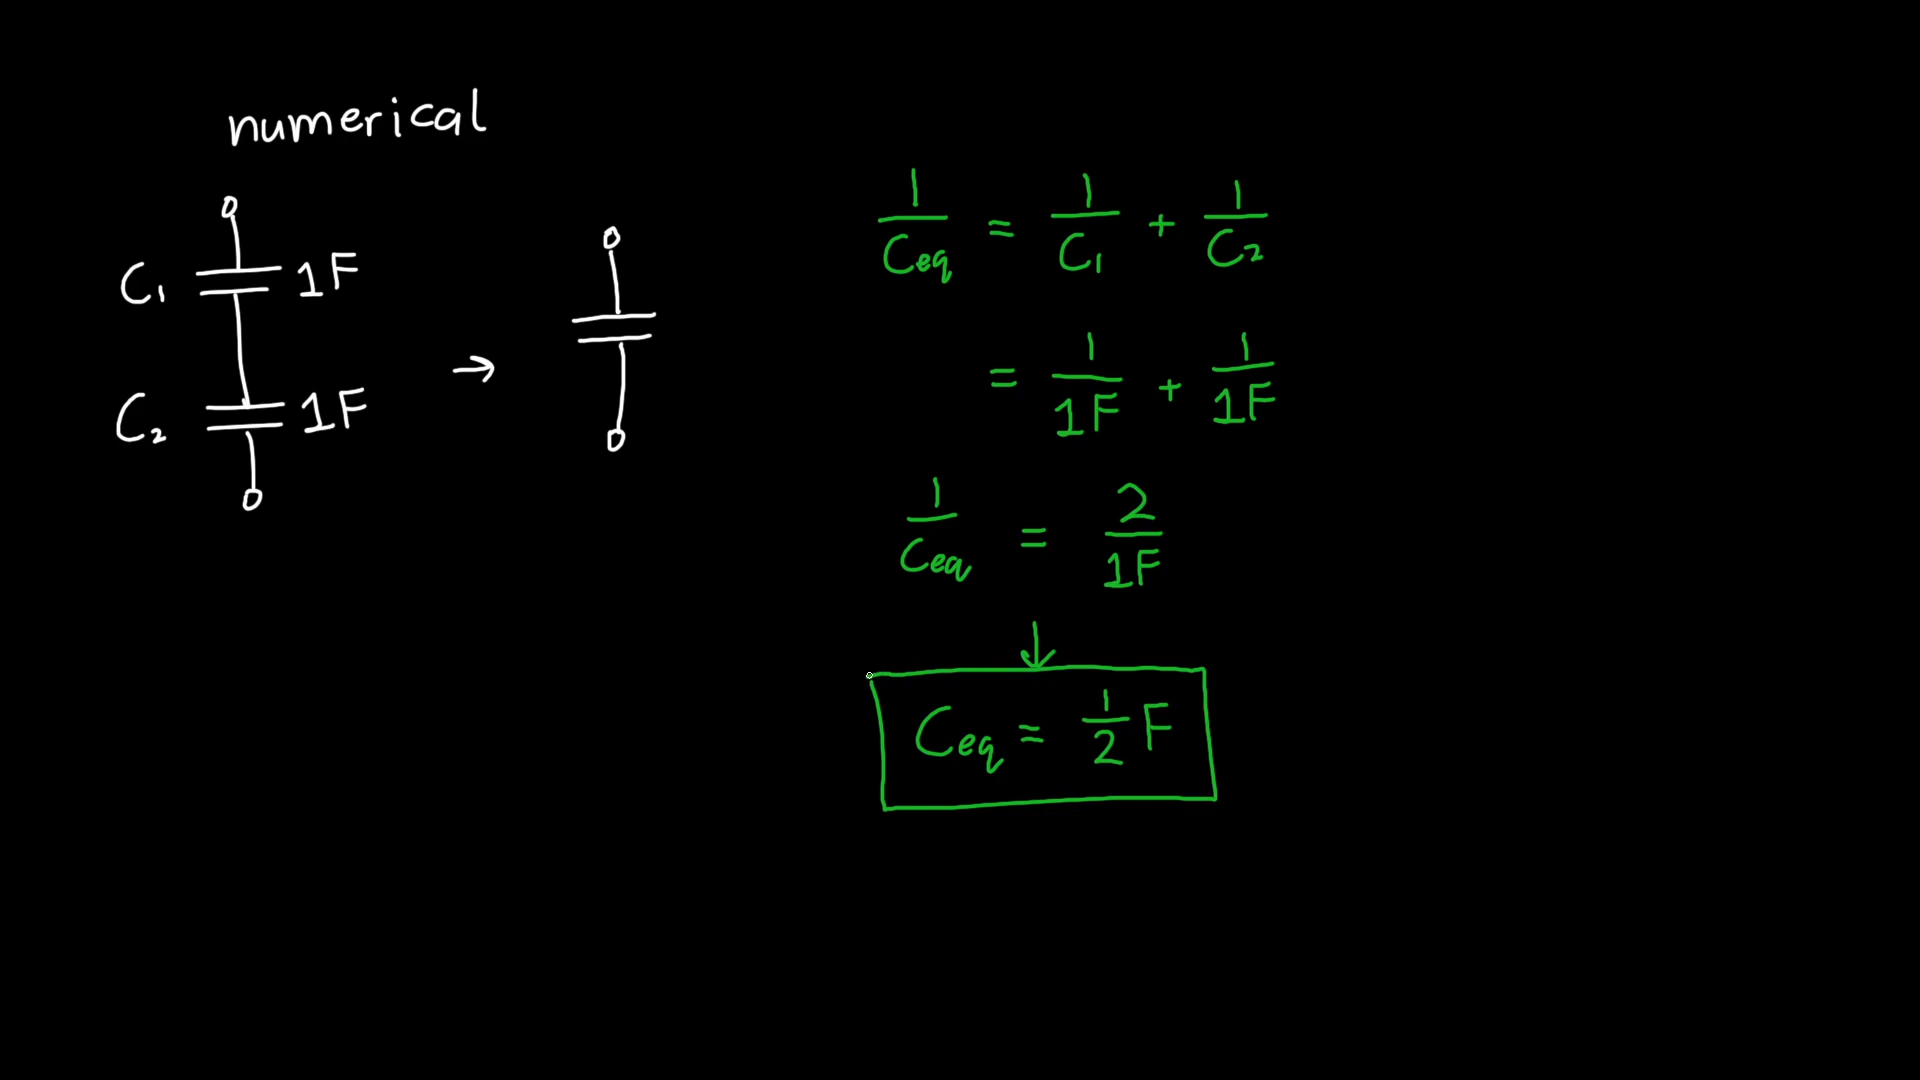 numerical
C₁ 1F
C₂ 1F
→
1/Ceq = 1/C₁ + 1/C₂
= 1/1F + 1/1F
1/Ceq = 2/1F
↓
Ceq = 1/2 F